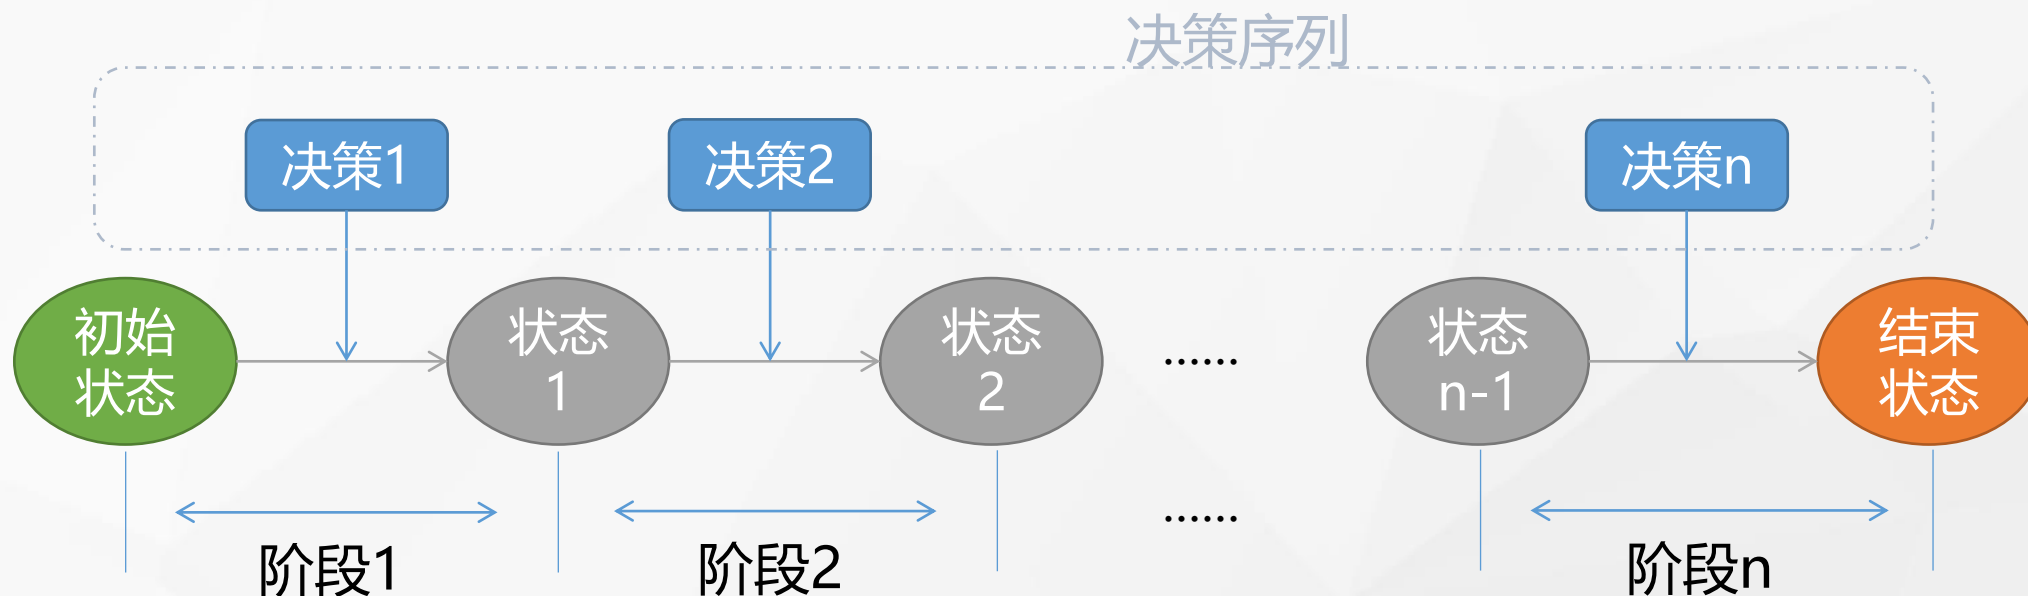 决策序列
决策1
决策2
决策n
初始
状态
状态
1
状态
2
······
状态
n-1
结束
状态
······
阶段1
阶段2
阶段n